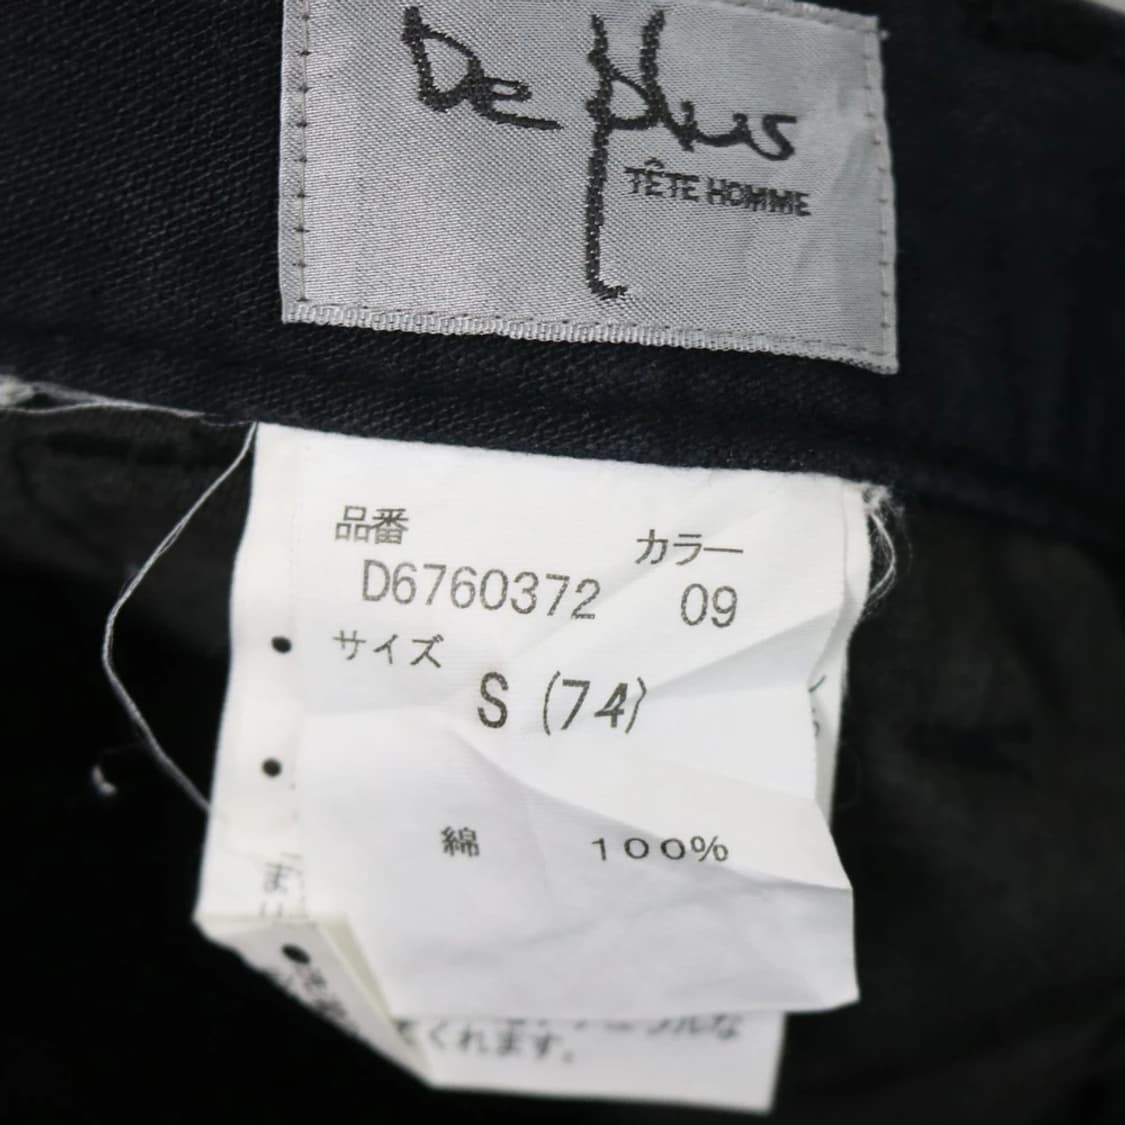 De Plus
TÊTE HOMME
品番 カラー
D6760372 09
サイズ
S (74)
綿 100%
くれます。